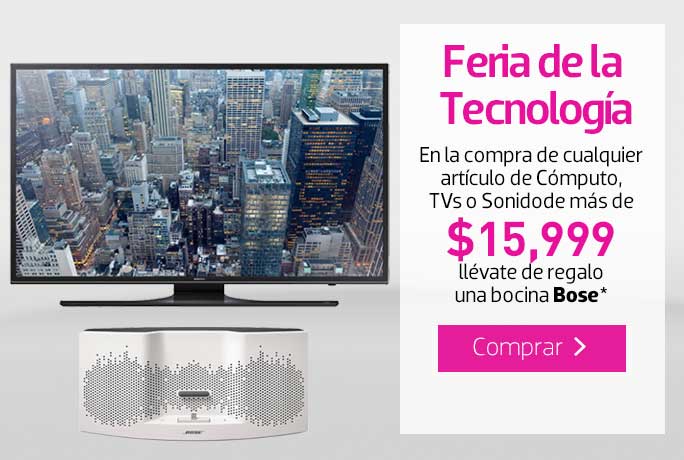 Feria de la
Tecnología
En la compra de cualquier
artículo de Cómputo,
TVs o Sonidode más de
$15,999
llévate de regalo
una bocina Bose*
Comprar >
BOSE